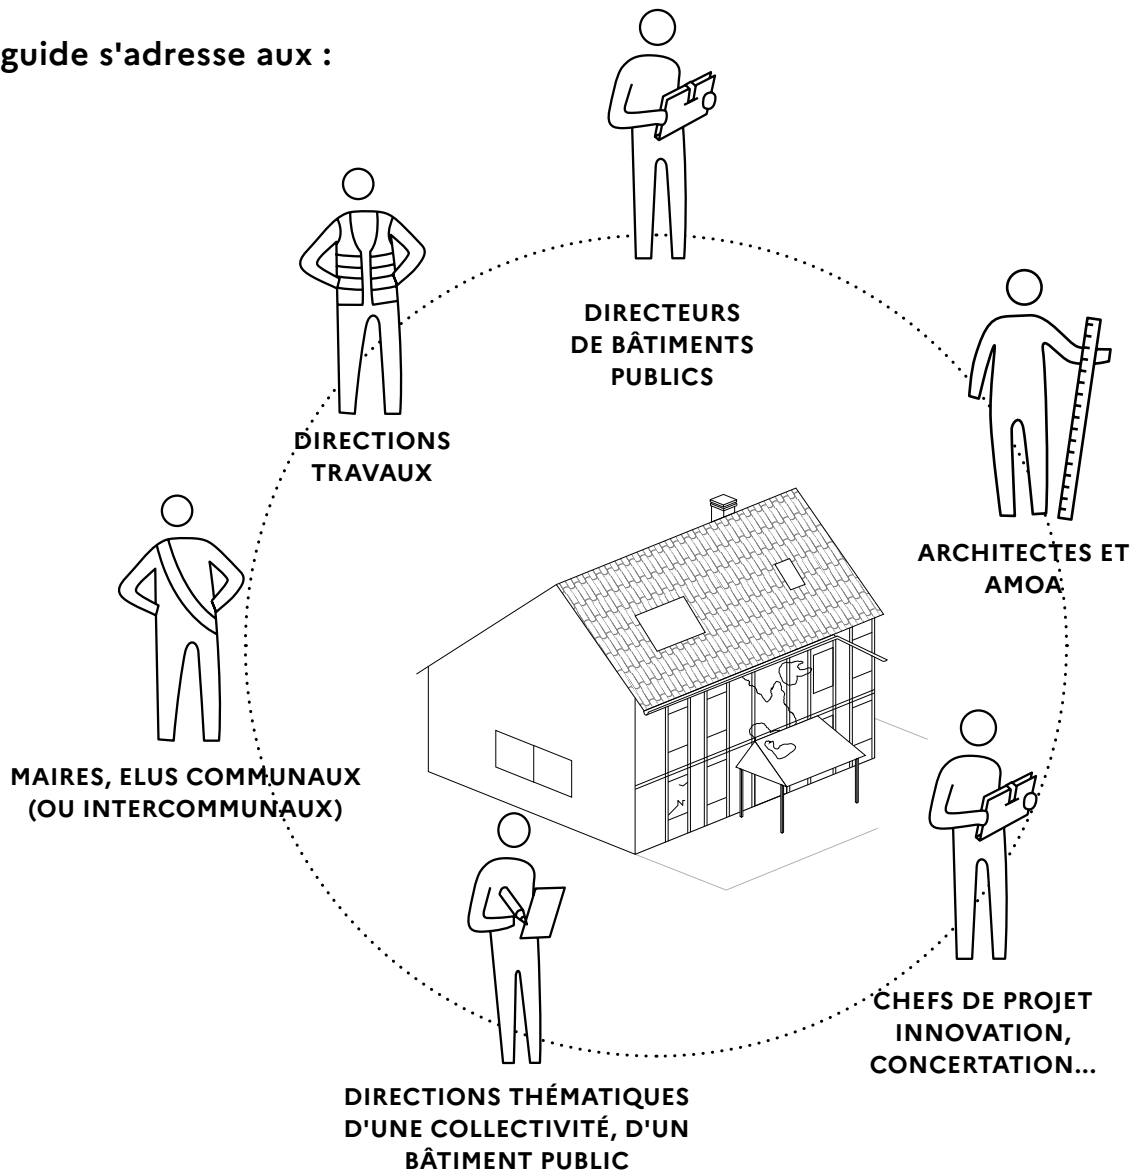 guide s'adresse aux :
DIRECTEURS
DE BÂTIMENTS
PUBLICS
DIRECTIONS
TRAVAUX
ARCHITECTES ET
AMOA
MAIRES, ELUS COMMUNAUX
(OU INTERCOMMUNAUX)
CHEFS DE PROJET
INNOVATION,
CONCERTATION...
DIRECTIONS THÉMATIQUES
D'UNE COLLECTIVITÉ, D'UN
BÂTIMENT PUBLIC